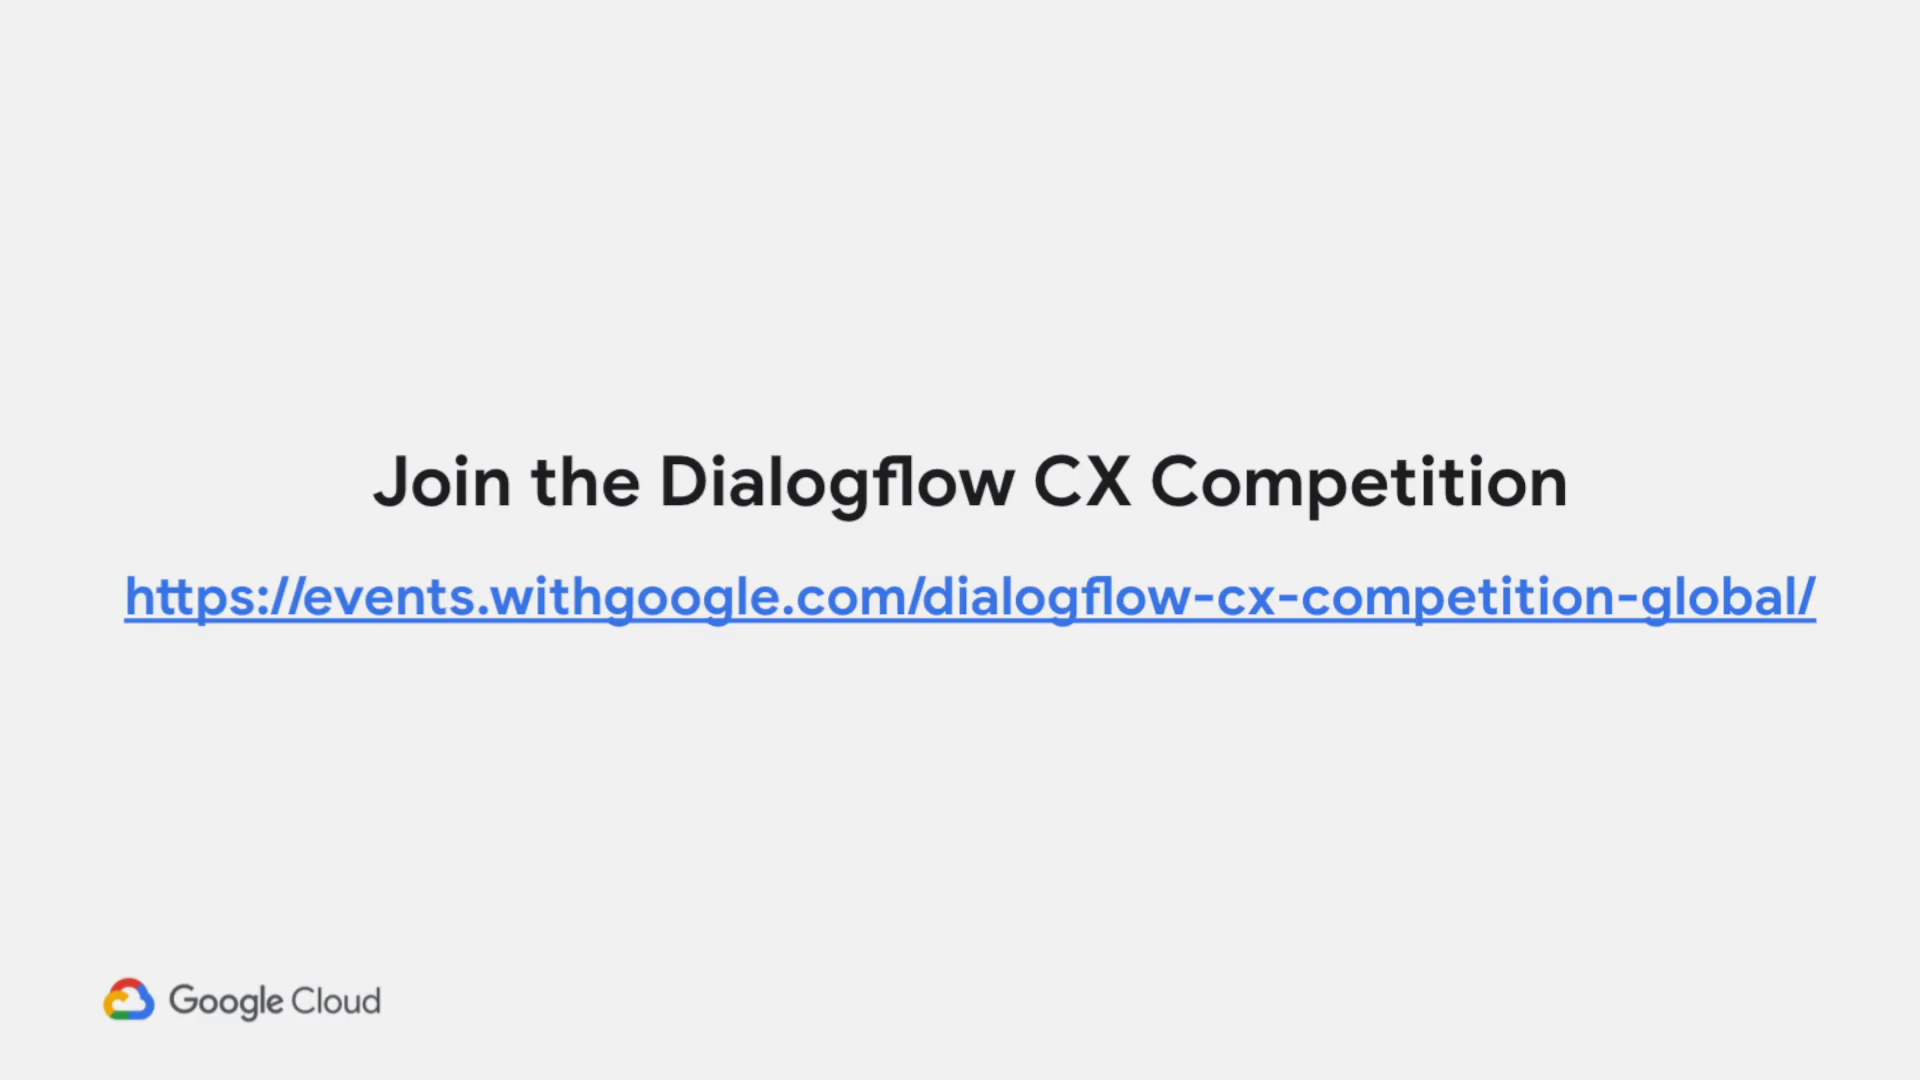 Join the Dialogflow CX Competition
https://events.withgoogle.com/dialogflow-cx-competition-global/
Google Cloud